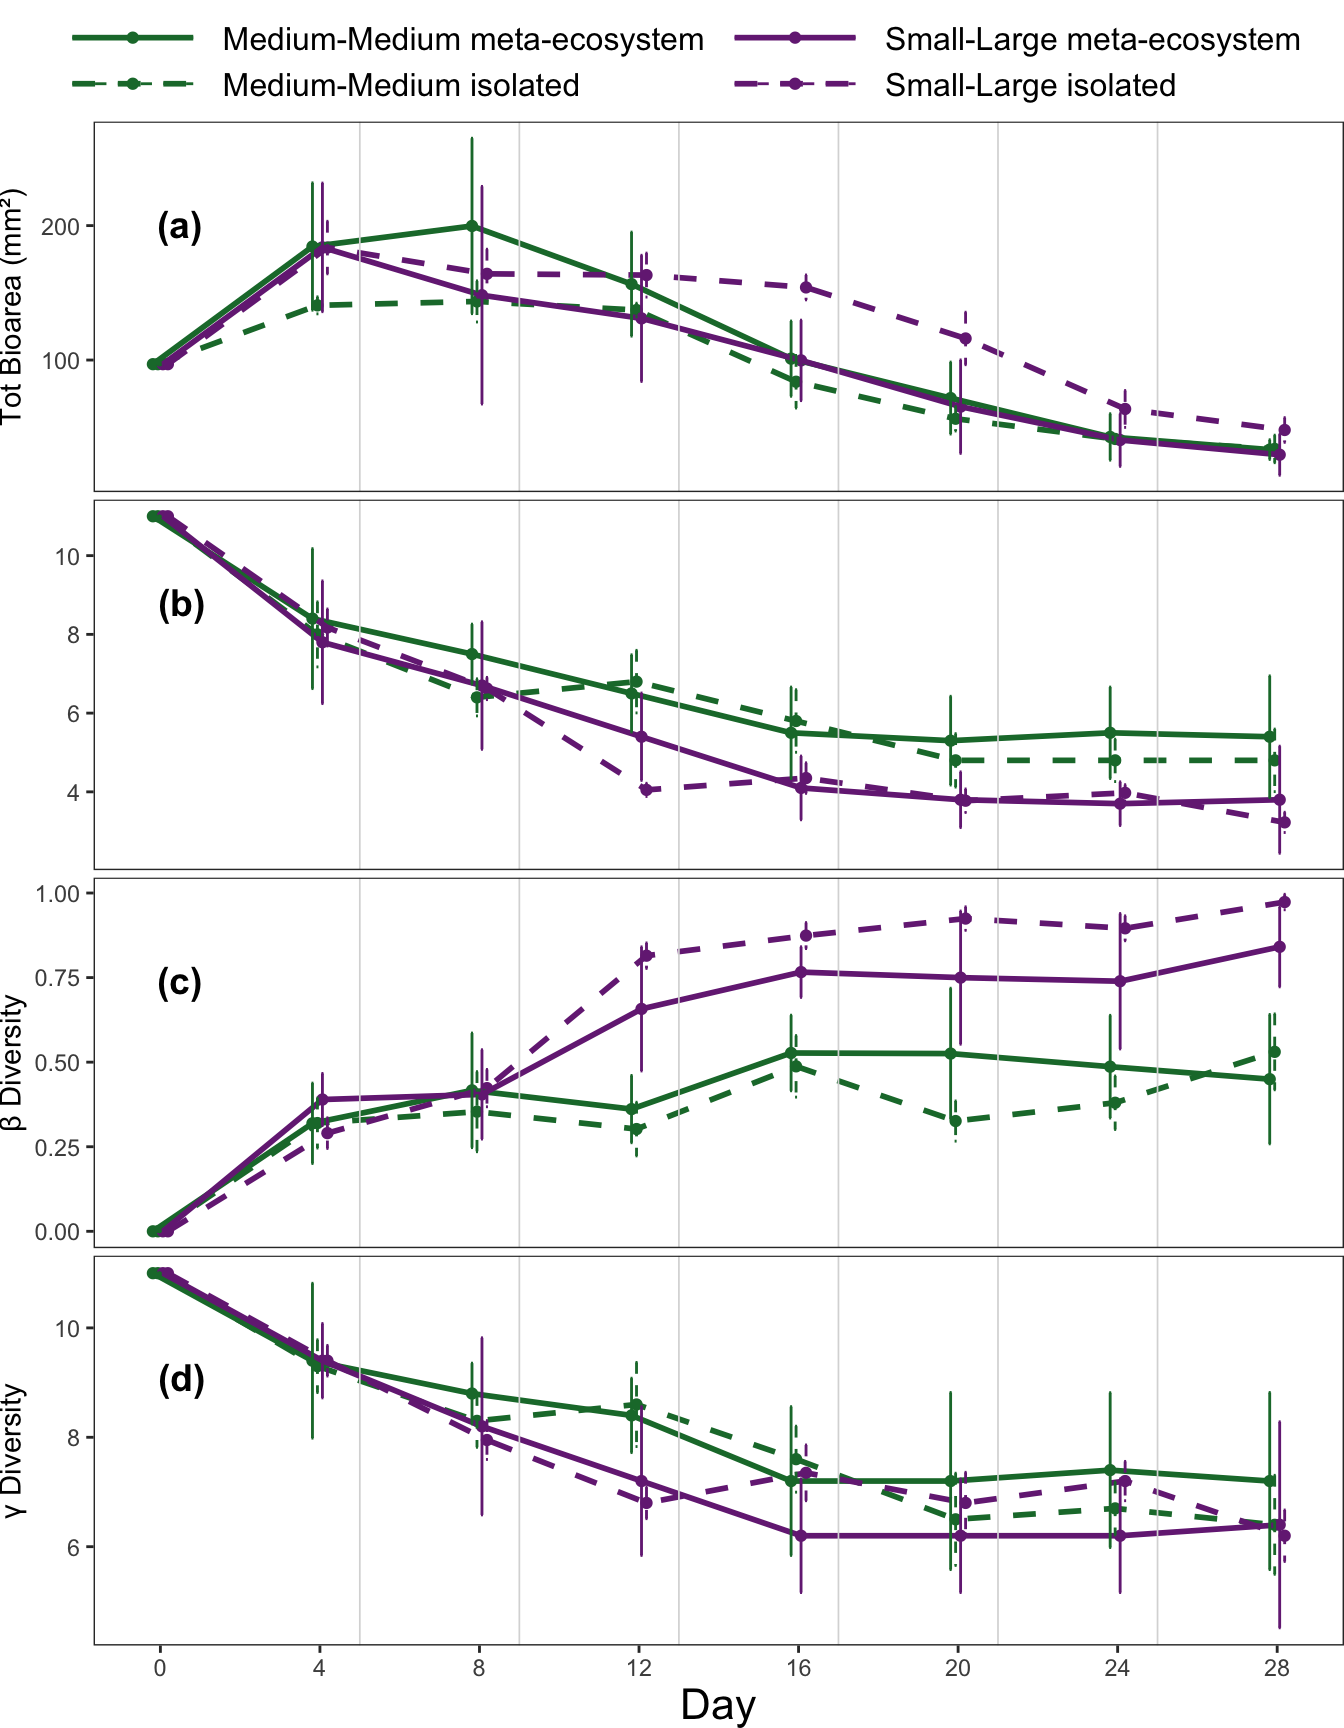 Medium-Medium meta-ecosystem Small-Large meta-ecosystem
Medium-Medium isolated Small-Large isolated
Tot Bioarea (mm²)
200
100
(a)
10
8
6
4
(b)
β Diversity
1.00
0.75
0.50
0.25
0.00
(c)
γ Diversity
10
8
6
(d)
0 4 8 12 16 20 24 28
Day